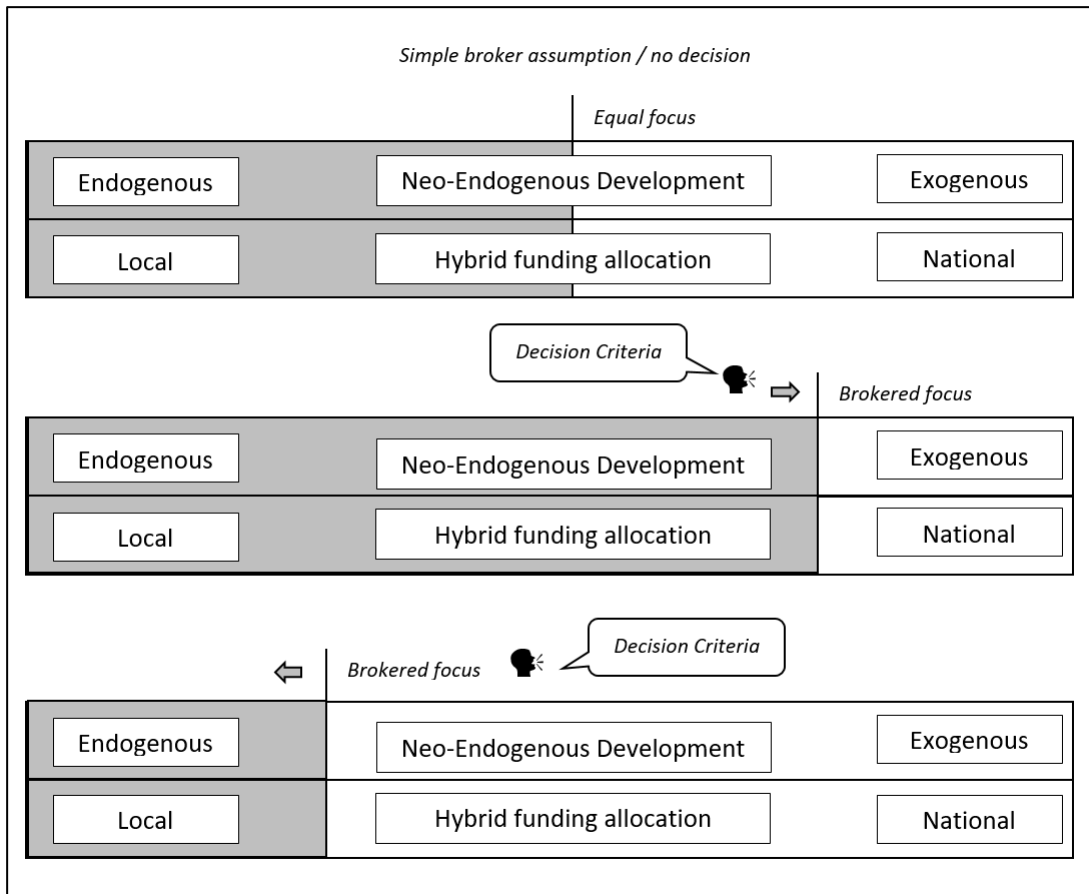 Simple broker assumption / no decision
Equal focus
Endogenous
Neo-Endogenous Development
Exogenous
Local
Hybrid funding allocation
National
Decision Criteria
Brokered focus
Endogenous
Neo-Endogenous Development
Exogenous
Local
Hybrid funding allocation
National
Brokered focus
Decision Criteria
Endogenous
Neo-Endogenous Development
Exogenous
Local
Hybrid funding allocation
National